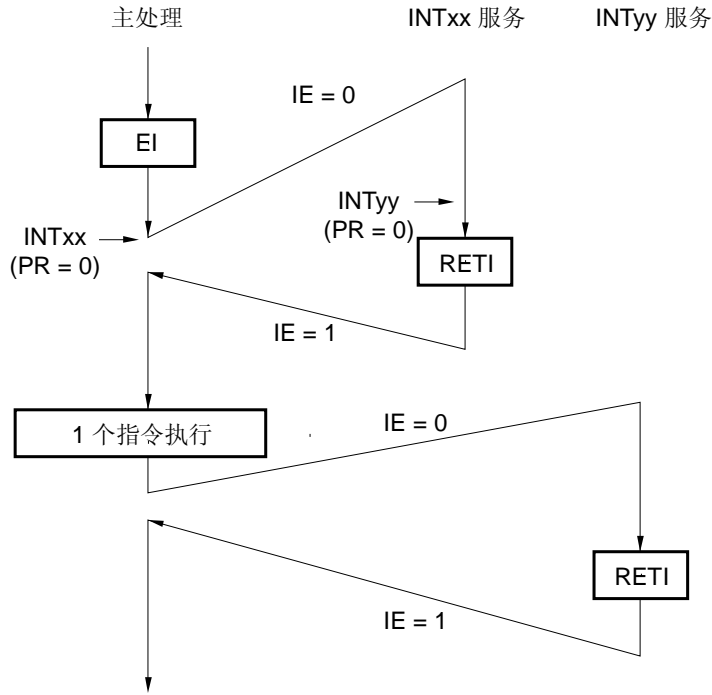 主处理
INTxx 服务
INTyy 服务
IE = 0
EI
INTyy
(PR = 0)
INTxx
(PR = 0)
RETI
IE = 1
1 个指令执行
IE = 0
RETI
IE = 1